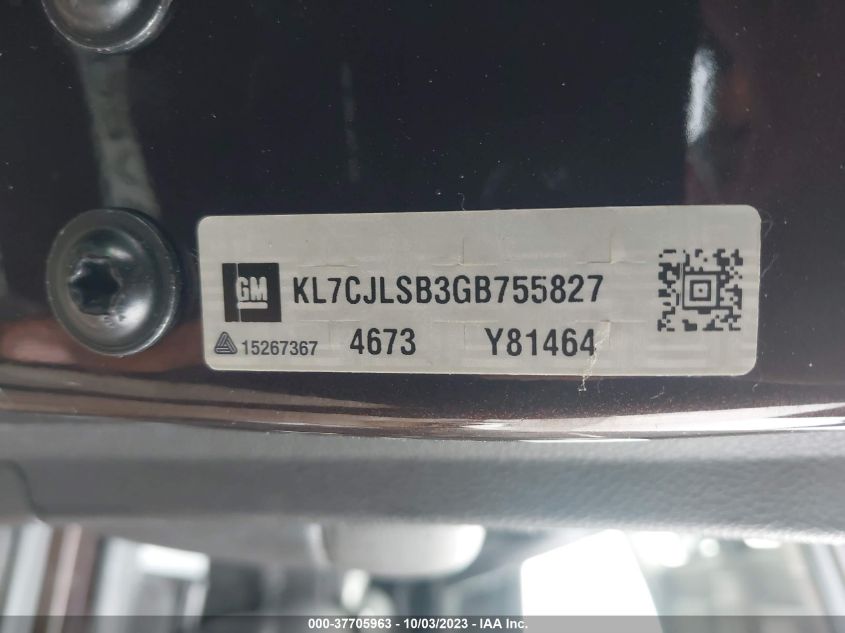 GM KL7CJLSB3GB755827
15267367 4673 Y81464
000-37705963 - 10/03/2023 - IAA Inc.